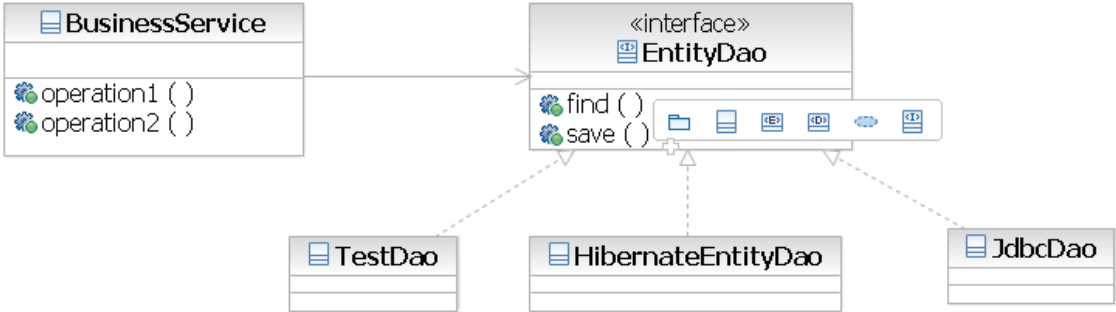 BusinessService
operation1 ( )
operation2 ( )
«interface»
EntityDao
find ( )
save ( )
TestDao
HibernateEntityDao
JdbcDao